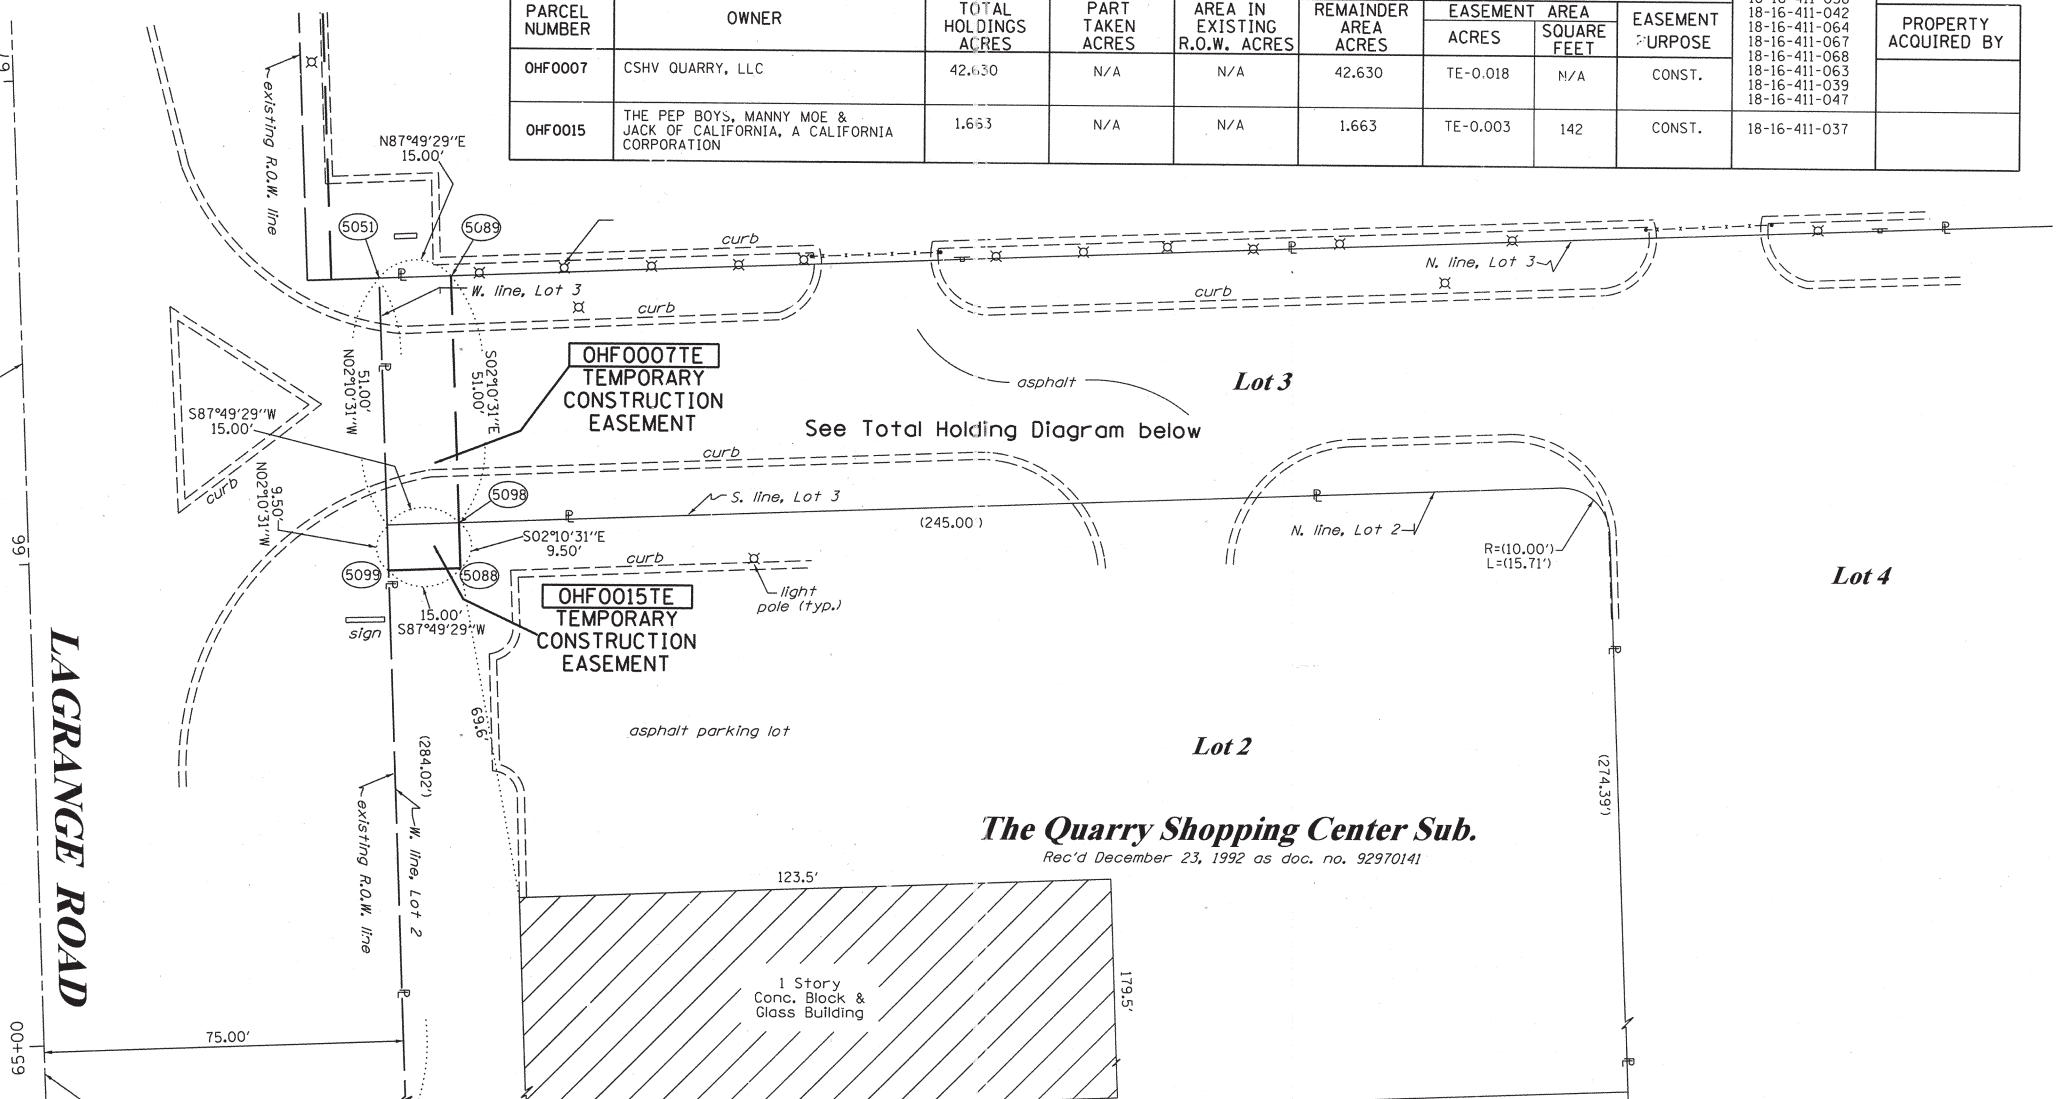 PARCEL
NUMBER
OWNER
TOTAL
HOLDINGS
ACRES
PART
TAKEN
ACRES
AREA IN
EXISTING
R.O.W. ACRES
REMAINDER
AREA
ACRES
EASEMENT AREA
ACRES
SQUARE
FEET
EASEMENT
PURPOSE
PROPERTY
ACQUIRED BY
18-16-411-042
18-16-411-064
18-16-411-067
18-16-411-068
18-16-411-063
18-16-411-039
18-16-411-047
OHF0007
CSHV QUARRY, LLC
42.630
N/A
N/A
42.630
TE-0.018
N/A
CONST.
OHF0015
THE PEP BOYS, MANNY MOE &
JACK OF CALIFORNIA, A CALIFORNIA
CORPORATION
1.663
N/A
N/A
1.663
TE-0.003
142
CONST.
18-16-411-037
existing R.O.W. line
N87°49'29"E
15.00'
5051
5089
curb
W. line, Lot 3
curb
curb
N. line, Lot 3
N02°10'31"W
51.00'
S02°10'31"E
51.00'
OHF0007TE
TEMPORARY
CONSTRUCTION
EASEMENT
asphalt
Lot 3
See Total Holding Diagram below
S87°49'29"W
15.00'
curb
N02°10'31"W
9.50'
curb
5098
S. line, Lot 3
(245.00')
N. line, Lot 2
S02°10'31"E
9.50'
R=(10.00')
L=(15.71')
Lot 4
66
5099
5088
curb
light
pole (typ.)
OHF0015TE
TEMPORARY
CONSTRUCTION
EASEMENT
15.00'
S87°49'29"W
sign
LAGRANGE ROAD
69.6'
(284.02')
asphalt parking lot
Lot 2
(274.39')
existing R.O.W. line
W. line, Lot 2
The Quarry Shopping Center Sub.
Rec'd December 23, 1992 as doc. no. 92970141
123.5'
1 Story
Conc. Block &
Glass Building
179.5'
75.00'
65+00